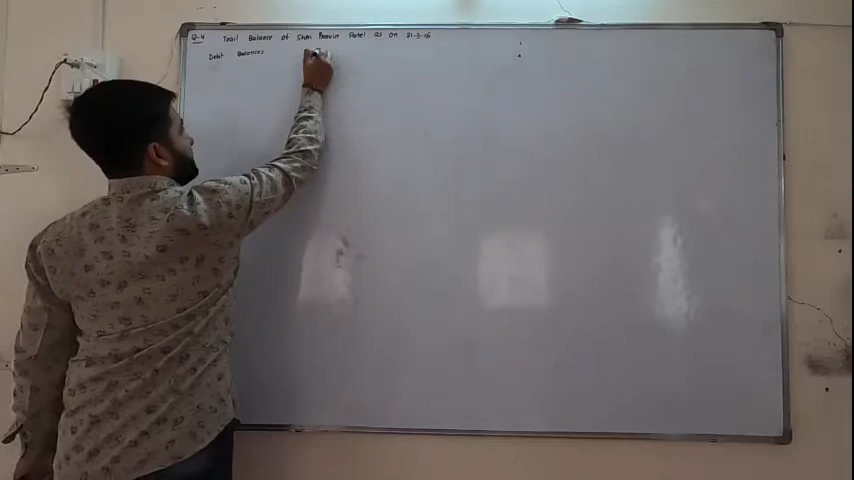 Q-4 Trail Balance of Shri Pravin Patel as on 31-3-16
Debit Balances